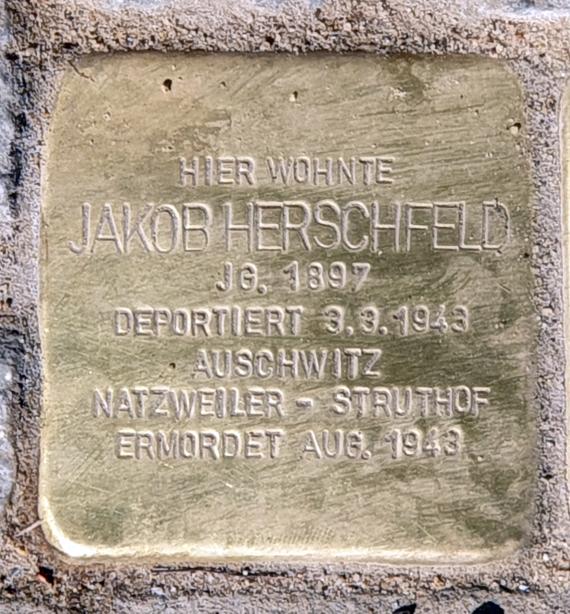 HIER WOHNTE
JAKOB HERSCHFELD
JG. 1897
DEPORTIERT 3.3.1943
AUSCHWITZ
NATZWEILER - STRUTHOF
ERMORDET AUG. 1943